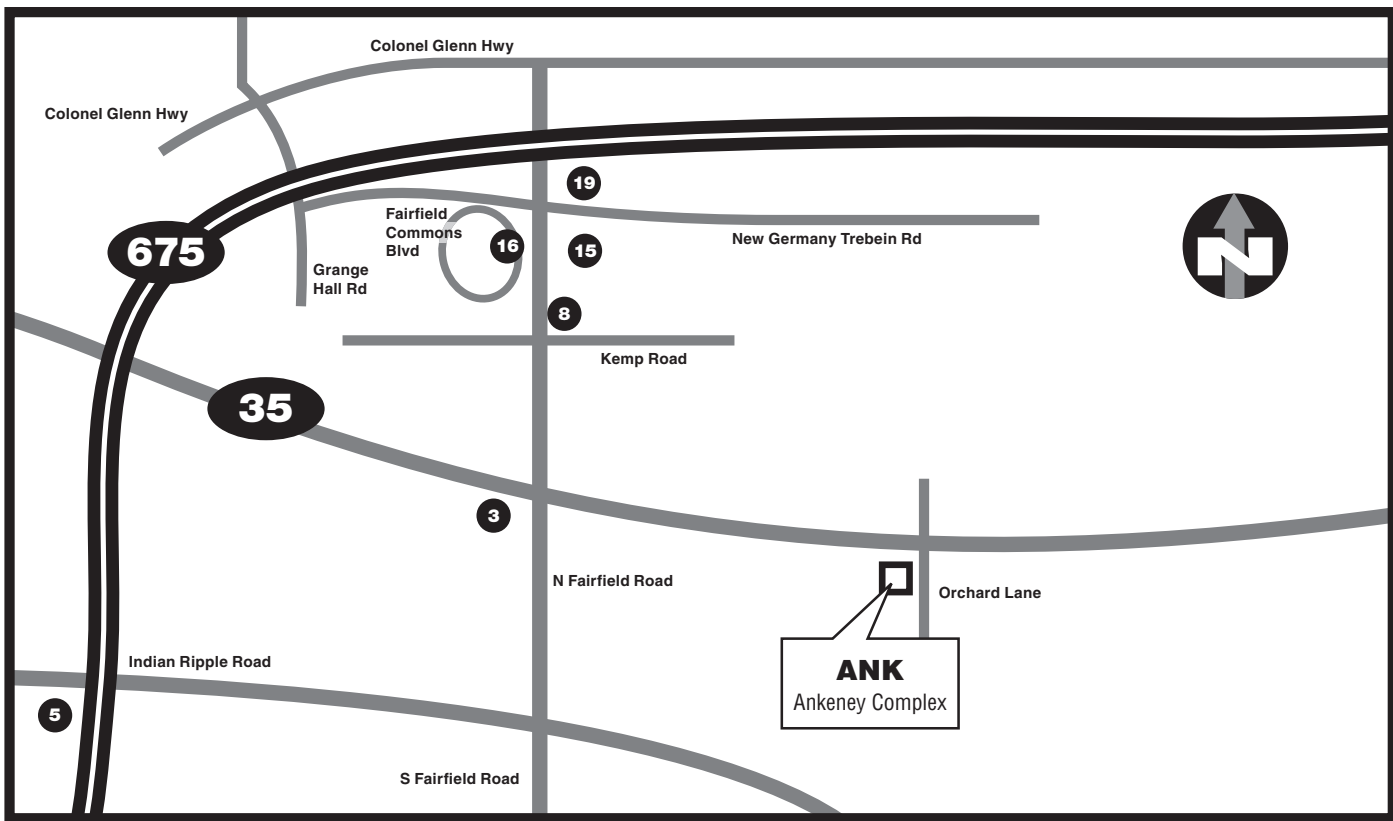 Colonel Glenn Hwy
Colonel Glenn Hwy
19
Fairfield
Commons
Blvd
16
15
New Germany Trebein Rd
N
675
Grange
Hall Rd
8
Kemp Road
35
3
N Fairfield Road
Orchard Lane
Indian Ripple Road
ANK
Ankeney Complex
5
S Fairfield Road